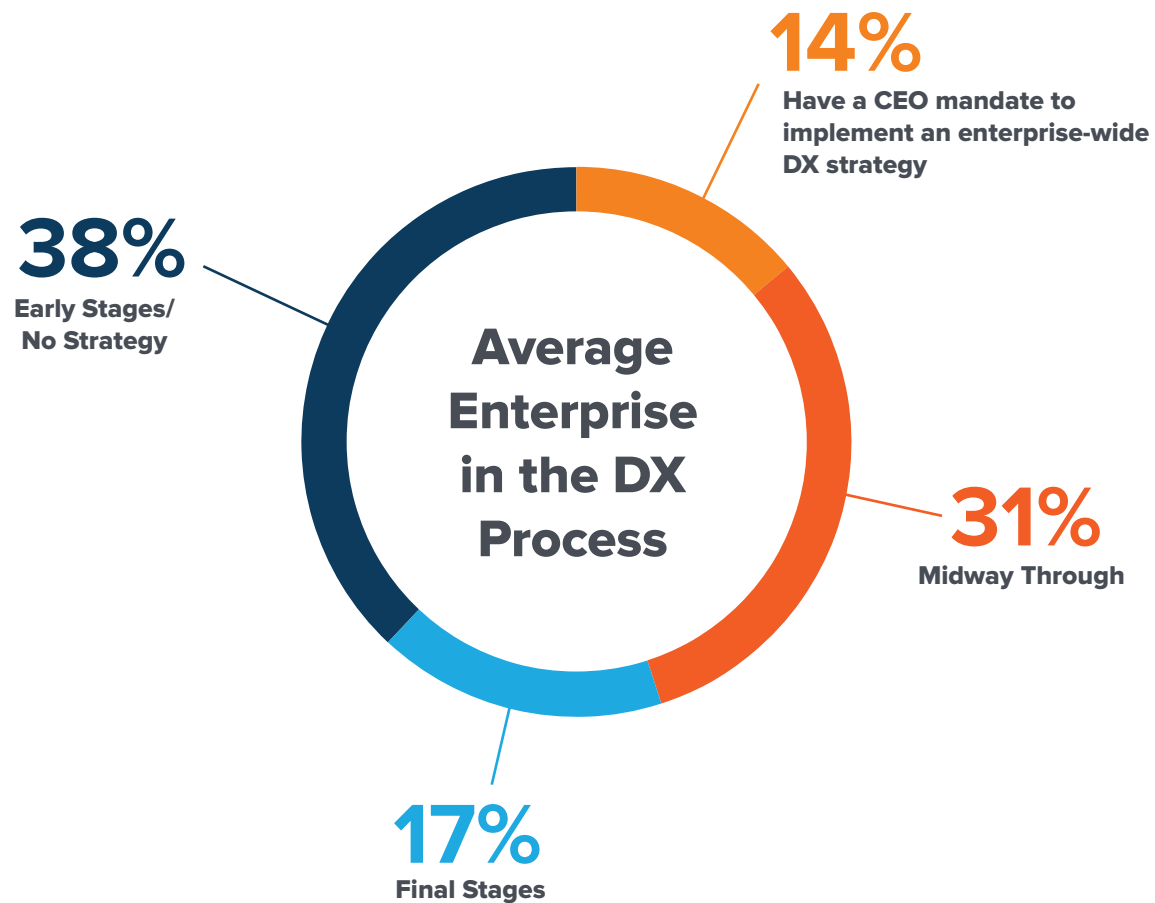 14%
Have a CEO mandate to
implement an enterprise-wide
DX strategy
38%
Early Stages/
No Strategy
Average
Enterprise
in the DX
Process
31%
Midway Through
17%
Final Stages